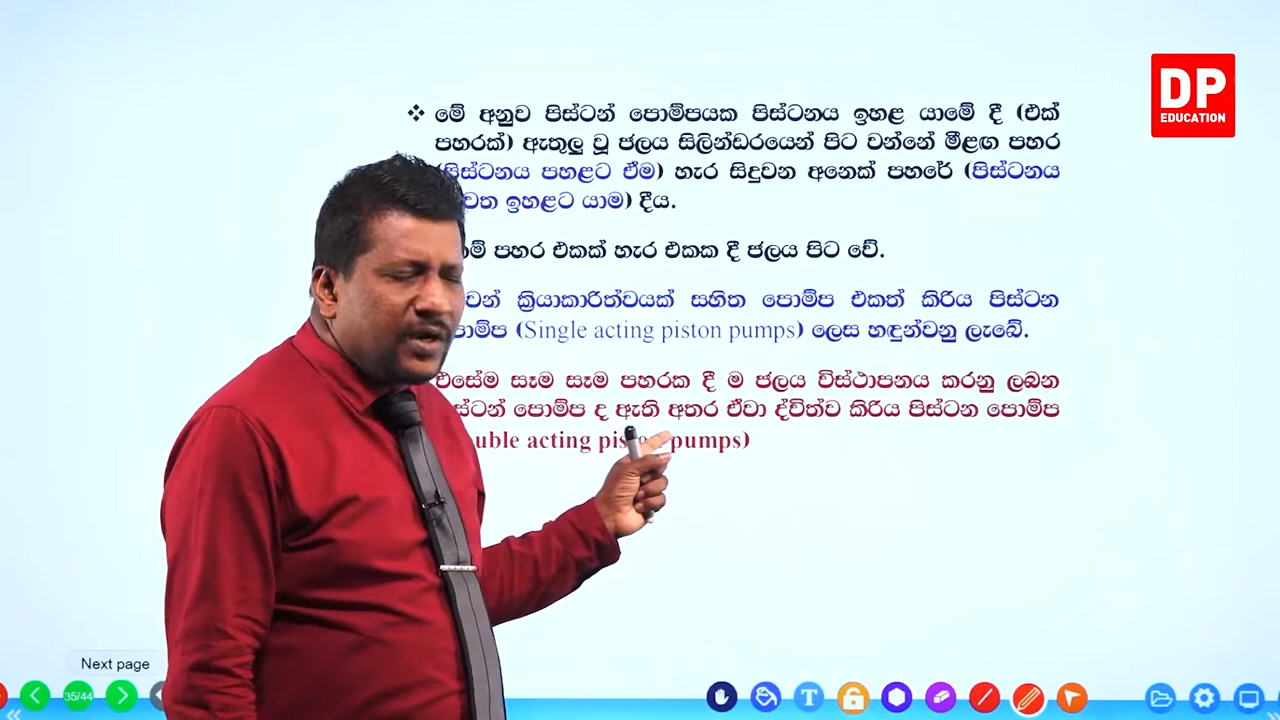 DP
EDUCATION
❖ මේ අනුව පිස්ටන් පොම්පයක පිස්ටනය ඉහළ යාමේ දී (එක්
පහරක්) ඇතුලු වූ ජලය සිලින්ඩරයෙන් පිට වන්නේ මීළඟ පහර
පහළට ඒම) හැර සිදුවන අනෙක් පහරේ (පිස්ටනය
ඉහළට යාම) දීය.
පහර එකක් හැර එකක දී ජලය පිට වේ.
ක්‍රියාකාරිත්වයක් සහිත පොම්ප ඒකත් කිරිය පිස්ටන
(Single acting piston pumps) ලෙස හඳුන්වනු ලැබේ.
එසේම සෑම සෑම පහරක දී ම ජලය විස්ථාපනය කරනු ලබන
පොම්ප ද ඇති අතර ඒවා ද්විත්ව කිරිය පිස්ටන පොම්ප
acting pumps)
Next page
35/44